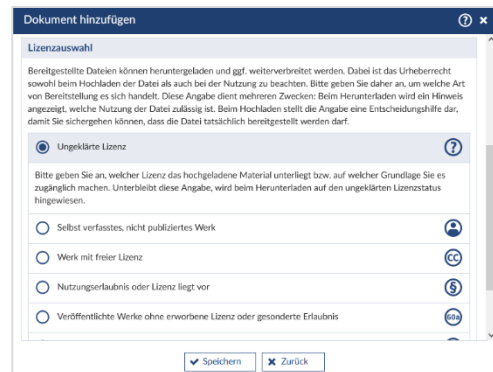 Dokument hinzufügen
Lizenzauswahl
Bereitgestellte Dateien können heruntergeladen und ggf. weiterverbreitet werden. Dabei ist das Urheberrecht
sowohl beim Hochladen der Datei als auch bei der Nutzung zu beachten. Bitte geben Sie daher an, um welche Art
von Bereitstellung es sich handelt. Diese Angabe dient mehreren Zwecken: Beim Herunterladen wird ein Hinweis
angezeigt, welche Nutzung der Datei zulässig ist. Beim Hochladen stellt die Angabe eine Entscheidungshilfe dar,
damit Sie sichergehen können, dass die Datei tatsächlich bereitgestellt werden darf.
Ungeklärte Lizenz ?
Bitte geben Sie an, welcher Lizenz das hochgeladene Material unterliegt bzw. auf welcher Grundlage Sie es
zugänglich machen. Unterbleibt diese Angabe, wird beim Herunterladen auf den ungeklärten Lizenzstatus
hingewiesen.
Selbst verfasstes, nicht publiziertes Werk
Werk mit freier Lizenz CC
Nutzungserlaubnis oder Lizenz liegt vor §
Veröffentlichte Werke ohne erworbene Lizenz oder gesonderte Erlaubnis 60a
Speichern Zurück